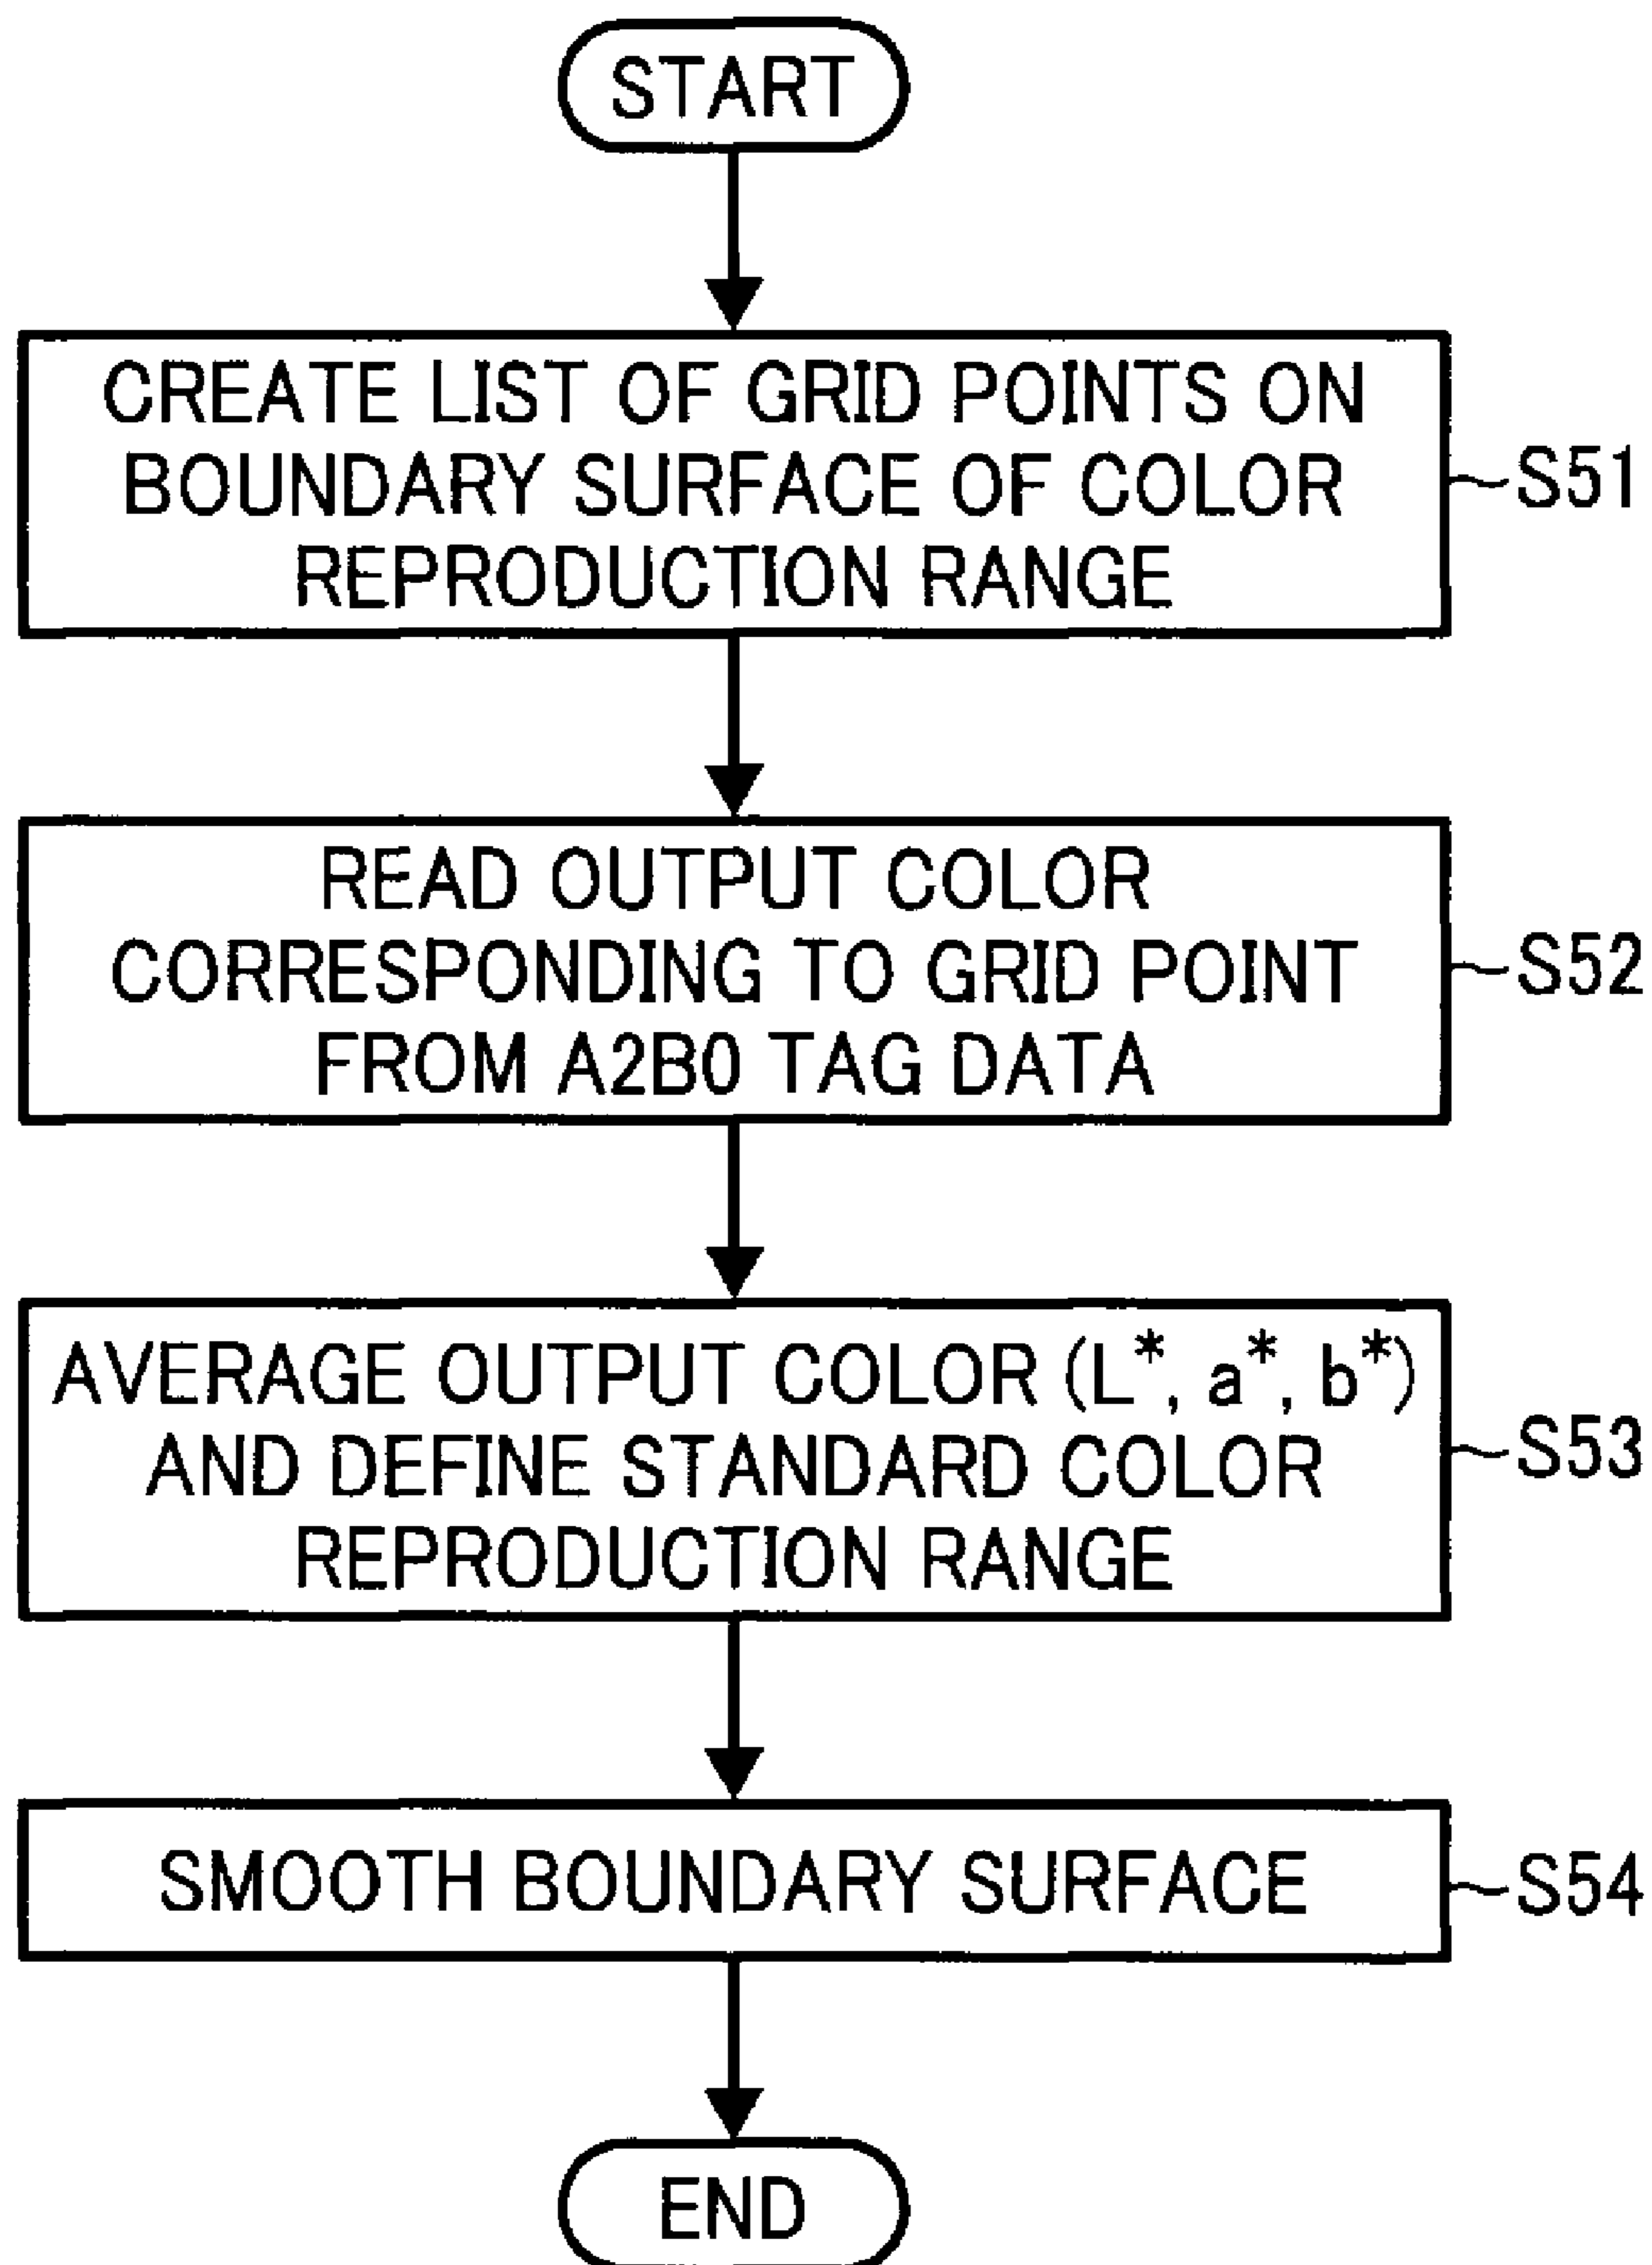 START
CREATE LIST OF GRID POINTS ON
BOUNDARY SURFACE OF COLOR
REPRODUCTION RANGE
S51
READ OUTPUT COLOR
CORRESPONDING TO GRID POINT
FROM A2B0 TAG DATA
S52
AVERAGE OUTPUT COLOR (L*, a*, b*)
AND DEFINE STANDARD COLOR
REPRODUCTION RANGE
S53
SMOOTH BOUNDARY SURFACE
S54
END